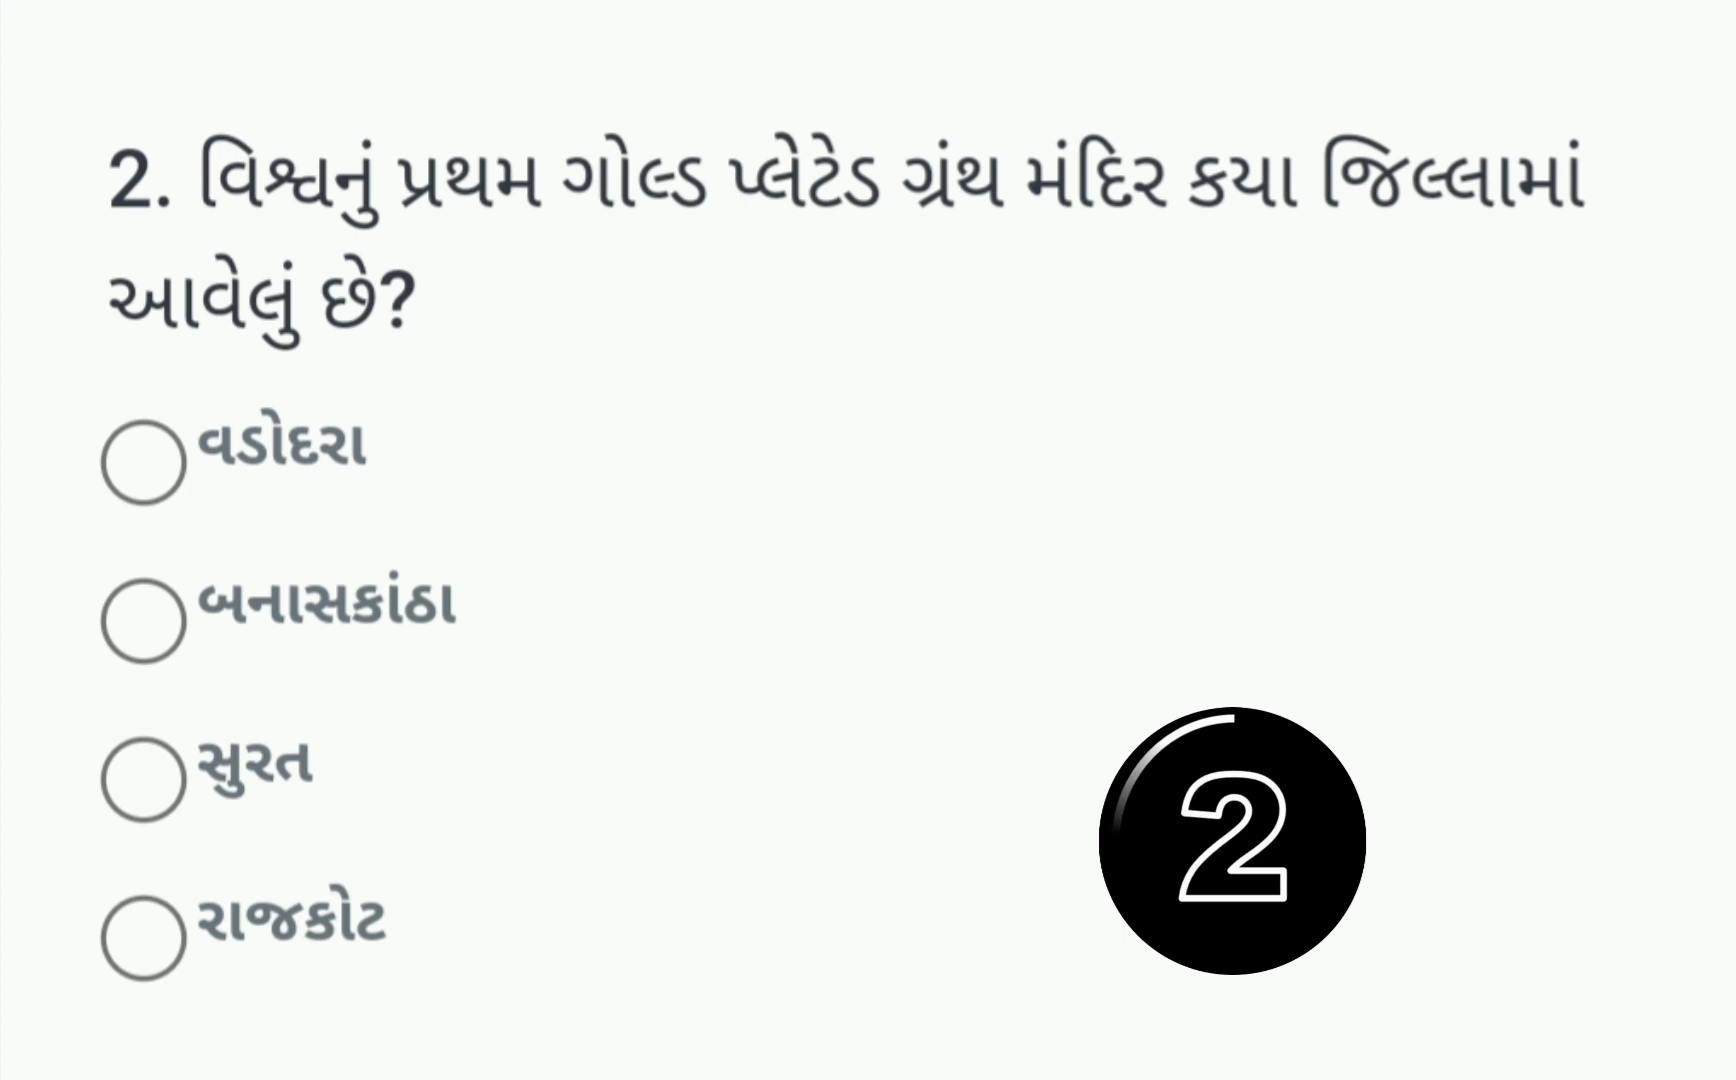 2. વિશ્વનું પ્રથમ ગોલ્ડ પ્લેટેડ ગ્રંથ મંદિર કયા જિલ્લામાં
આવેલું છે?
વડોદરા
બનાસકાંઠા
સુરત
રાજકોટ
2